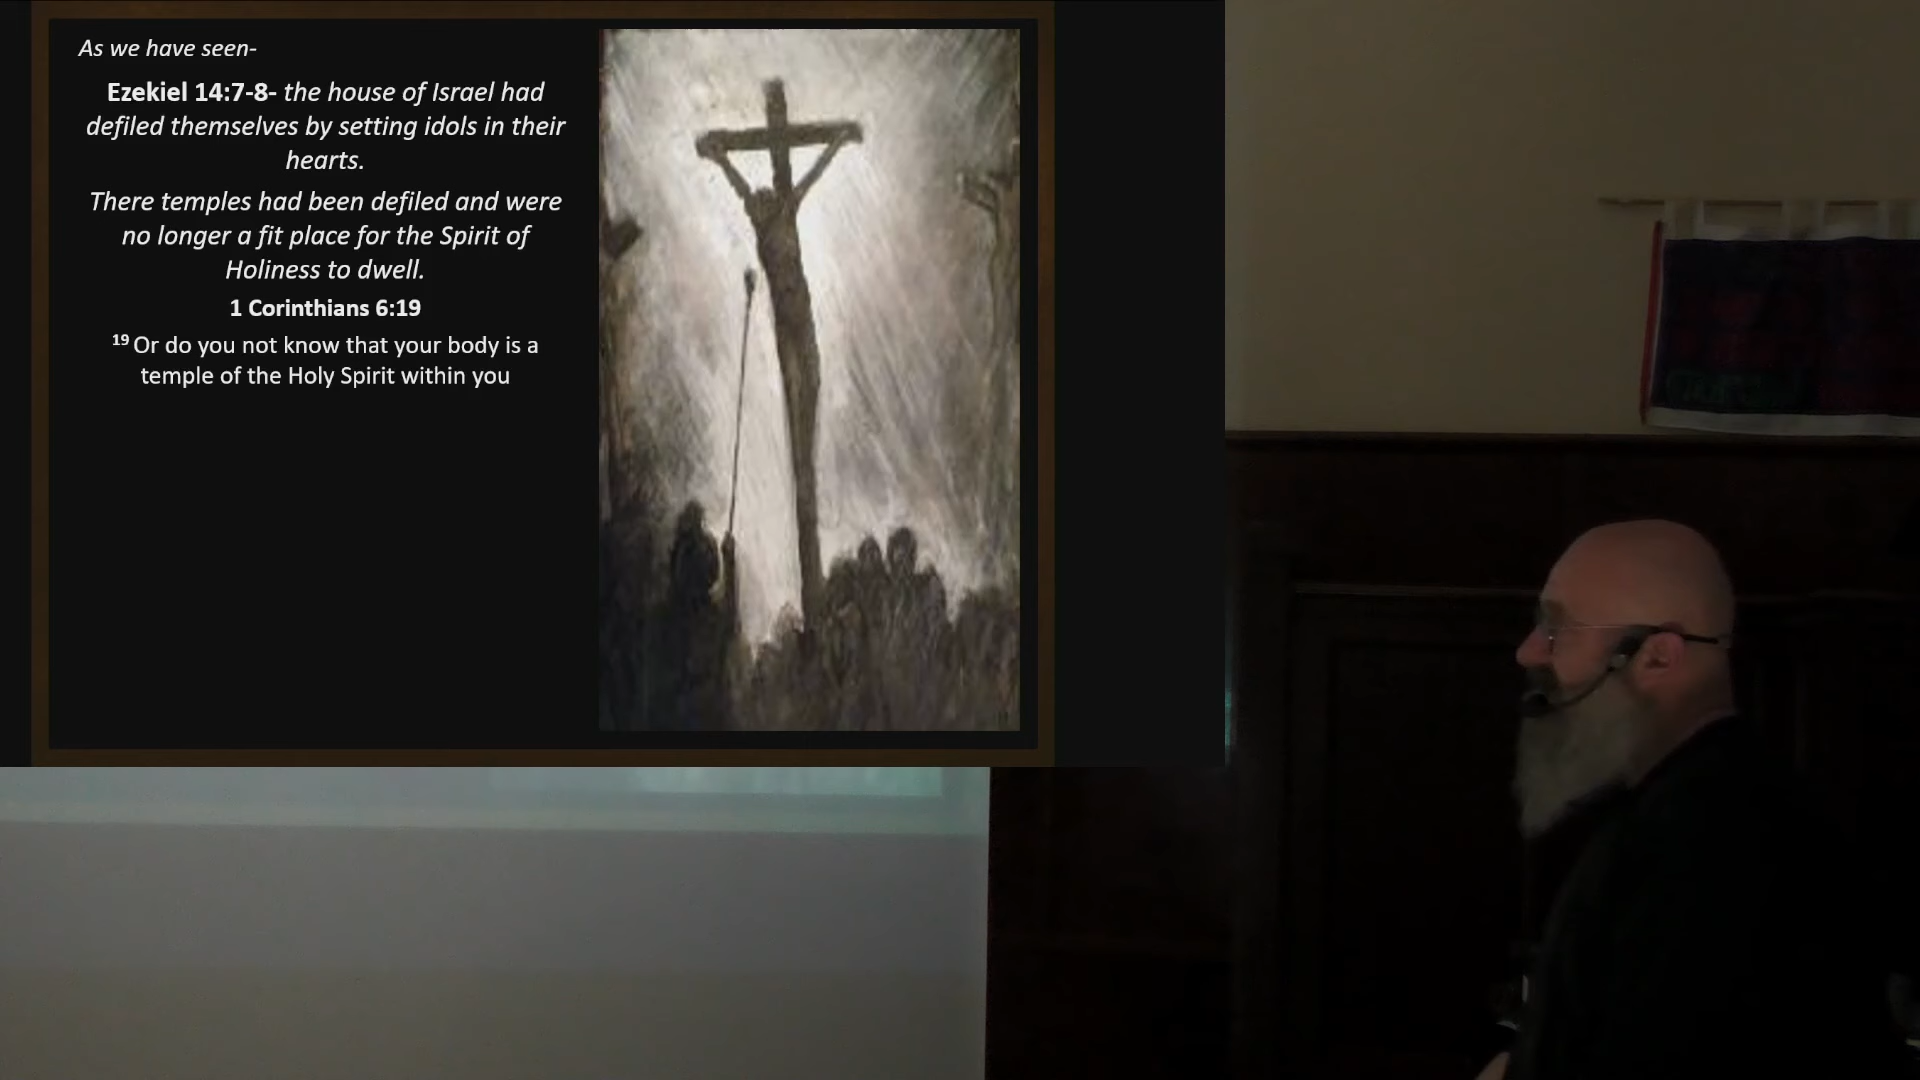 As we have seen-
Ezekiel 14:7-8- the house of Israel had
defiled themselves by setting idols in their
hearts.
There temples had been defiled and were
no longer a fit place for the Spirit of
Holiness to dwell.
1 Corinthians 6:19
19 Or do you not know that your body is a
temple of the Holy Spirit within you